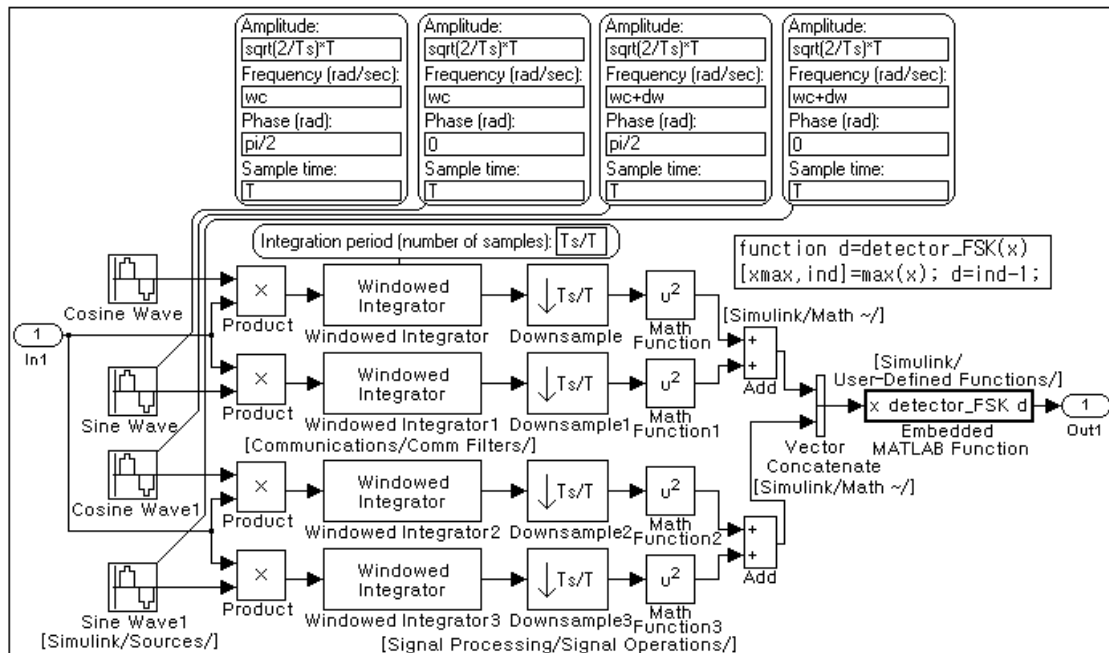 Amplitude:
sqrt(2/Ts)*T
Frequency (rad/sec):
wc
Phase (rad):
pi/2
Sample time:
T
Amplitude:
sqrt(2/Ts)*T
Frequency (rad/sec):
wc
Phase (rad):
0
Sample time:
T
Amplitude:
sqrt(2/Ts)*T
Frequency (rad/sec):
wc+dw
Phase (rad):
pi/2
Sample time:
T
Amplitude:
sqrt(2/Ts)*T
Frequency (rad/sec):
wc+dw
Phase (rad):
0
Sample time:
T
Integration period (number of samples): Ts/T
function d=detector_FSK(x)
[xmax,ind]=max(x); d=ind-1;
1
In1
Cosine Wave
×
Product
Windowed
Integrator
Windowed Integrator
↓Ts/T
Downsample
u²
Math
Function
[Simulink/Math ~/]
Sine Wave
×
Product
Windowed
Integrator
Windowed Integrator1
↓Ts/T
Downsample1
u²
Math
Function1
+
+
Add
[Communications/Comm Filters/]
Cosine Wave1
×
Product
Windowed
Integrator
Windowed Integrator2
↓Ts/T
Downsample2
u²
Math
Function2
Sine Wave1
[Simulink/Sources/]
×
Product
Windowed
Integrator
Windowed Integrator3
↓Ts/T
Downsample3
u²
Math
Function3
[Signal Processing/Signal Operations/]
+
+
Add
Vector
Concatenate
[Simulink/Math ~/]
[Simulink/
User-Defined Functions/]
x detector_FSK d
Embedded
MATLAB Function
1
Out1